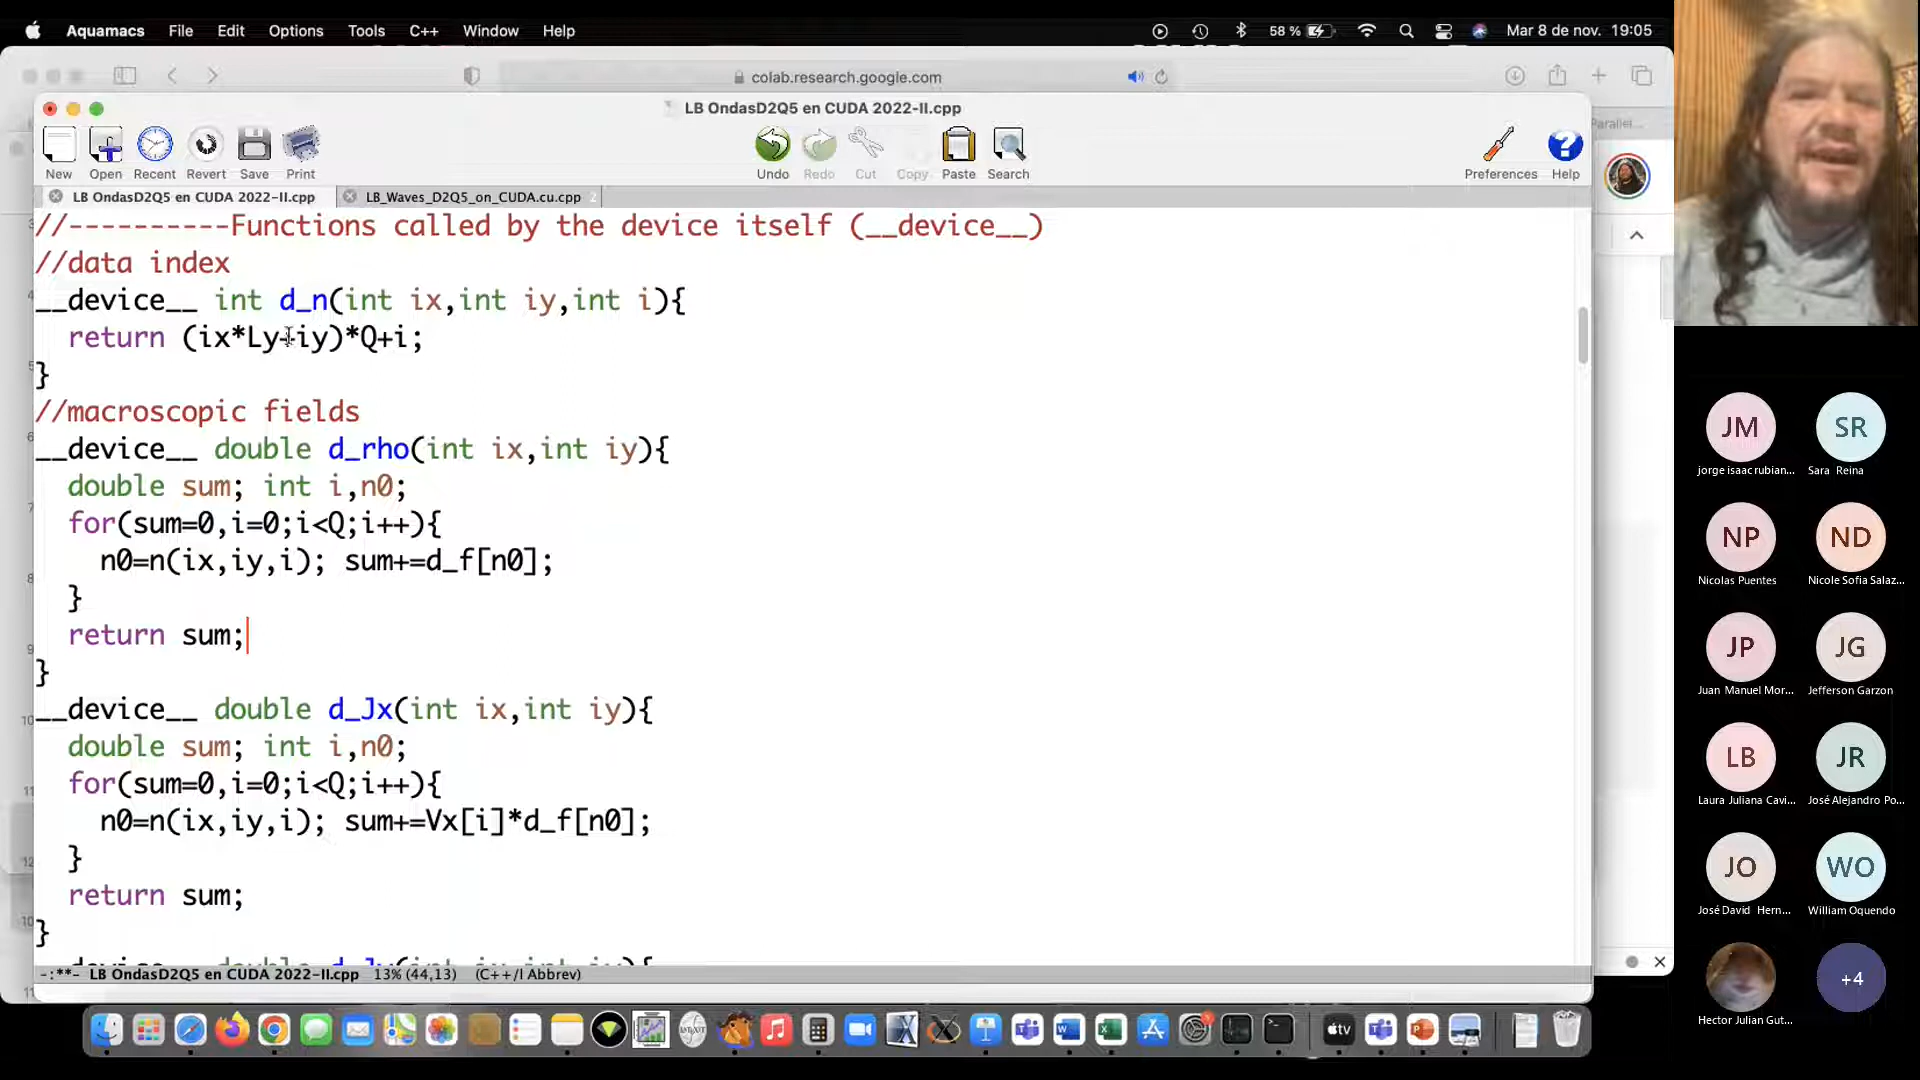 Aquamacs File Edit Options Tools C++ Window Help 58 % Mar 8 de nov. 19:05
colab.research.google.com
LB OndasD2Q5 en CUDA 2022-II.cpp
Parallel...
New Open Recent Revert Save Print Undo Redo Cut Copy Paste Search Preferences Help
LB OndasD2Q5 en CUDA 2022-II.cpp LB_Waves_D2Q5_on_CUDA.cu.cpp 2
//----------Functions called by the device itself (__device__)
//data index
__device__ int d_n(int ix,int iy,int i){
return (ix*Ly+iy)*Q+i;
}
//macroscopic fields
__device__ double d_rho(int ix,int iy){
double sum; int i,n0;
for(sum=0,i=0;i<Q;i++){
n0=n(ix,iy,i); sum+=d_f[n0];
}
return sum;
}
__device__ double d_Jx(int ix,int iy){
double sum; int i,n0;
for(sum=0,i=0;i<Q;i++){
n0=n(ix,iy,i); sum+=Vx[i]*d_f[n0];
}
return sum;
}
-:**- LB OndasD2Q5 en CUDA 2022-II.cpp 13% (44,13) (C++/l Abbrev)
tv
JM SR
jorge isaac rubian... Sara Reina
NP ND
Nicolas Puentes Nicole Sofia Salaz...
JP JG
Juan Manuel Mor... Jefferson Garzon
LB JR
Laura Juliana Cavi... José Alejandro Po...
JO WO
José David Hern... William Oquendo
+4
Hector Julian Gut...